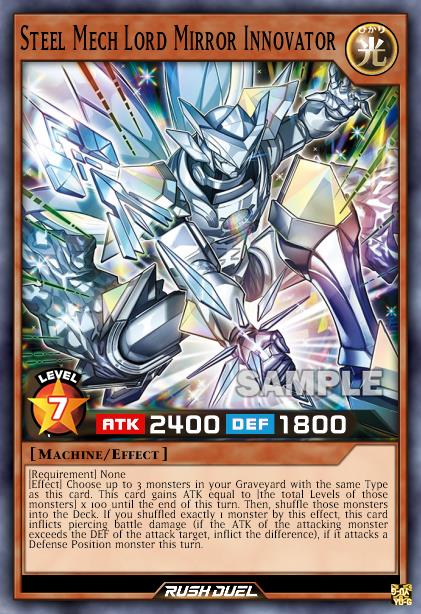 STEEL MECH LORD MIRROR INNOVATOR
ひかり
光
SAMPLE
LEVEL
7
ATK 2400 DEF 1800
[MACHINE/EFFECT]
[Requirement] None
[Effect] Choose up to 3 monsters in your Graveyard with the same Type
as this card. This card gains ATK equal to [the total Levels of those
monsters] x 100 until the end of this turn. Then, shuffle those monsters
into the Deck. If you shuffled exactly 1 monster by this effect, this card
inflicts piercing battle damage (if the ATK of the attacking monster
exceeds the DEF of the attack target, inflict the difference), if it attacks a
Defense Position monster this turn.
RUSH DUEL